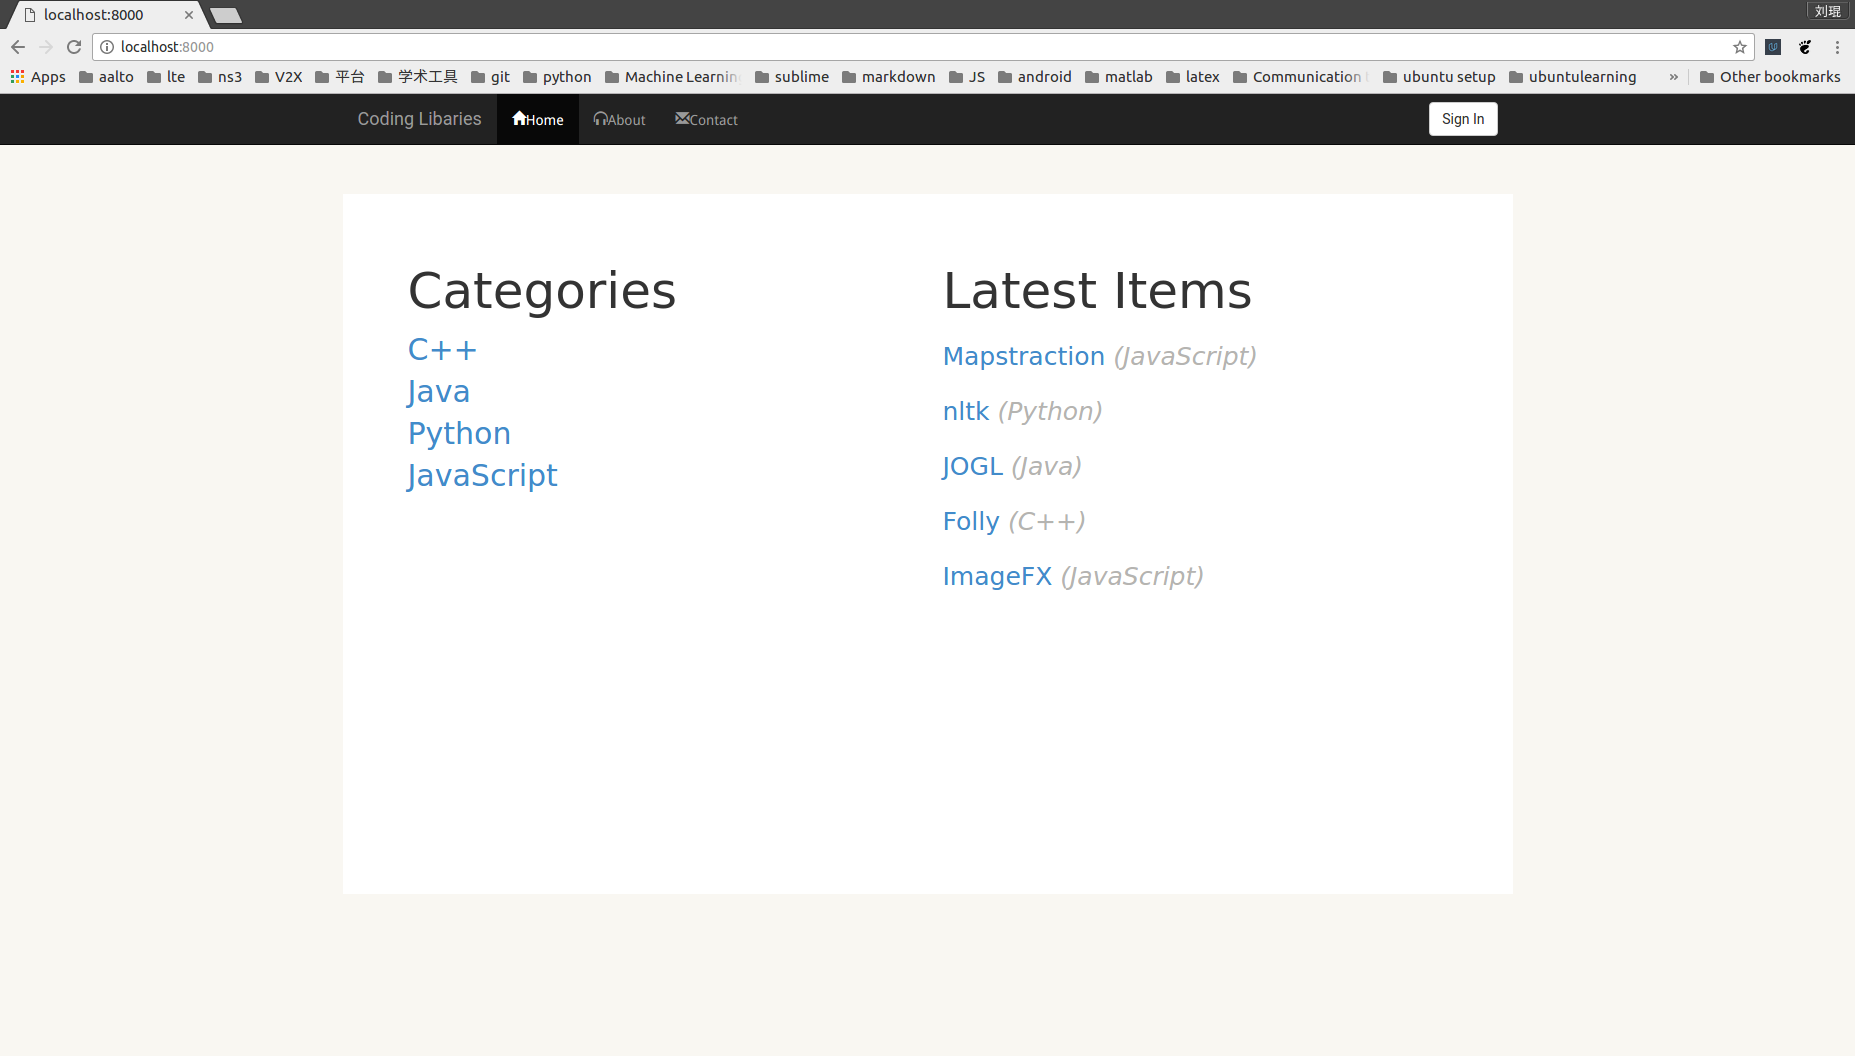 localhost:8000
刘琨
localhost:8000
Apps aalto lte ns3 V2X 平台 学术工具 git python Machine Learnin sublime markdown JS android matlab latex Communication ubuntu setup ubuntulearning » Other bookmarks
Coding Libaries Home About Contact Sign In
Categories
C++
Java
Python
JavaScript
Latest Items
Mapstraction (JavaScript)
nltk (Python)
JOGL (Java)
Folly (C++)
ImageFX (JavaScript)